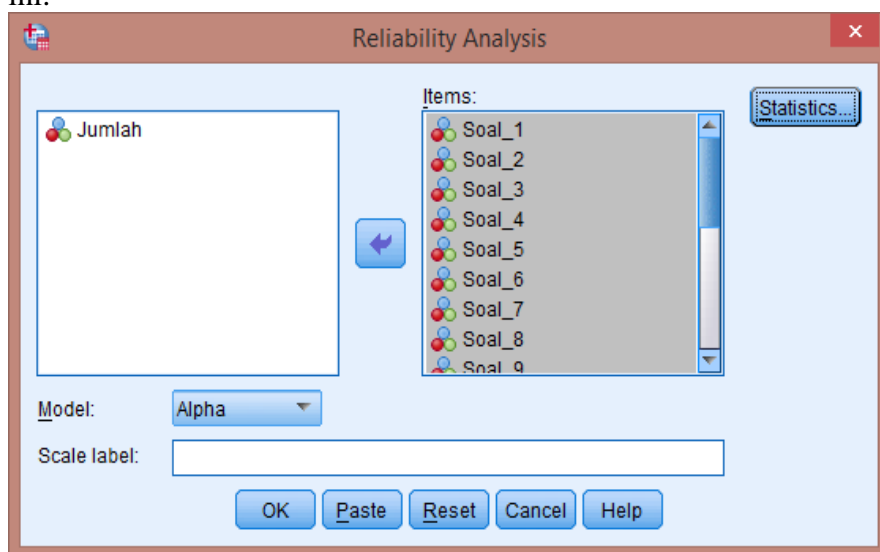 Reliability Analysis
Items:
Statistics...
Jumlah
Soal_1
Soal_2
Soal_3
Soal_4
Soal_5
Soal_6
Soal_7
Soal_8
Soal_9
Model:
Alpha
Scale label:
OK
Paste
Reset
Cancel
Help